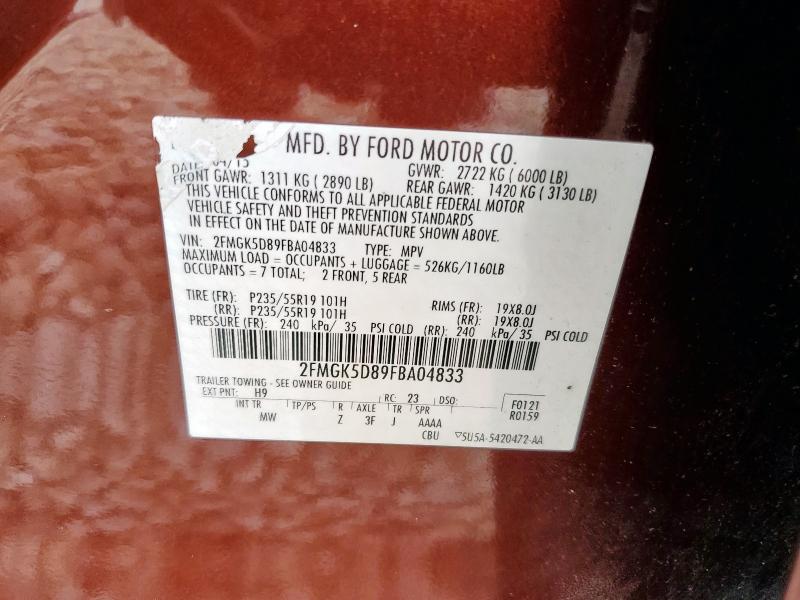 MFD. BY FORD MOTOR CO.
DATE: 04/15 GVWR: 2722 KG ( 6000 LB)
FRONT GAWR: 1311 KG ( 2890 LB) REAR GAWR: 1420 KG ( 3130 LB)
THIS VEHICLE CONFORMS TO ALL APPLICABLE FEDERAL MOTOR
VEHICLE SAFETY AND THEFT PREVENTION STANDARDS
IN EFFECT ON THE DATE OF MANUFACTURE SHOWN ABOVE.
VIN: 2FMGK5D89FBA04833 TYPE: MPV
MAXIMUM LOAD = OCCUPANTS + LUGGAGE = 526KG/1160LB
OCCUPANTS = 7 TOTAL; 2 FRONT, 5 REAR
TIRE (FR): P235/55R19 101H RIMS (FR): 19X8.0J
(RR): P235/55R19 101H (RR): 19X8.0J
PRESSURE (FR): 240 kPa/ 35 PSI COLD (RR): 240 kPa/ 35 PSI COLD
2FMGK5D89FBA04833
TRAILER TOWING - SEE OWNER GUIDE
EXT PNT: H9 RC: 23 DSO: F0121
INT TR TP/PS R AXLE TR SPR R0159
MW Z 3F J AAAA
CBU ▽SU5A-5420472-AA